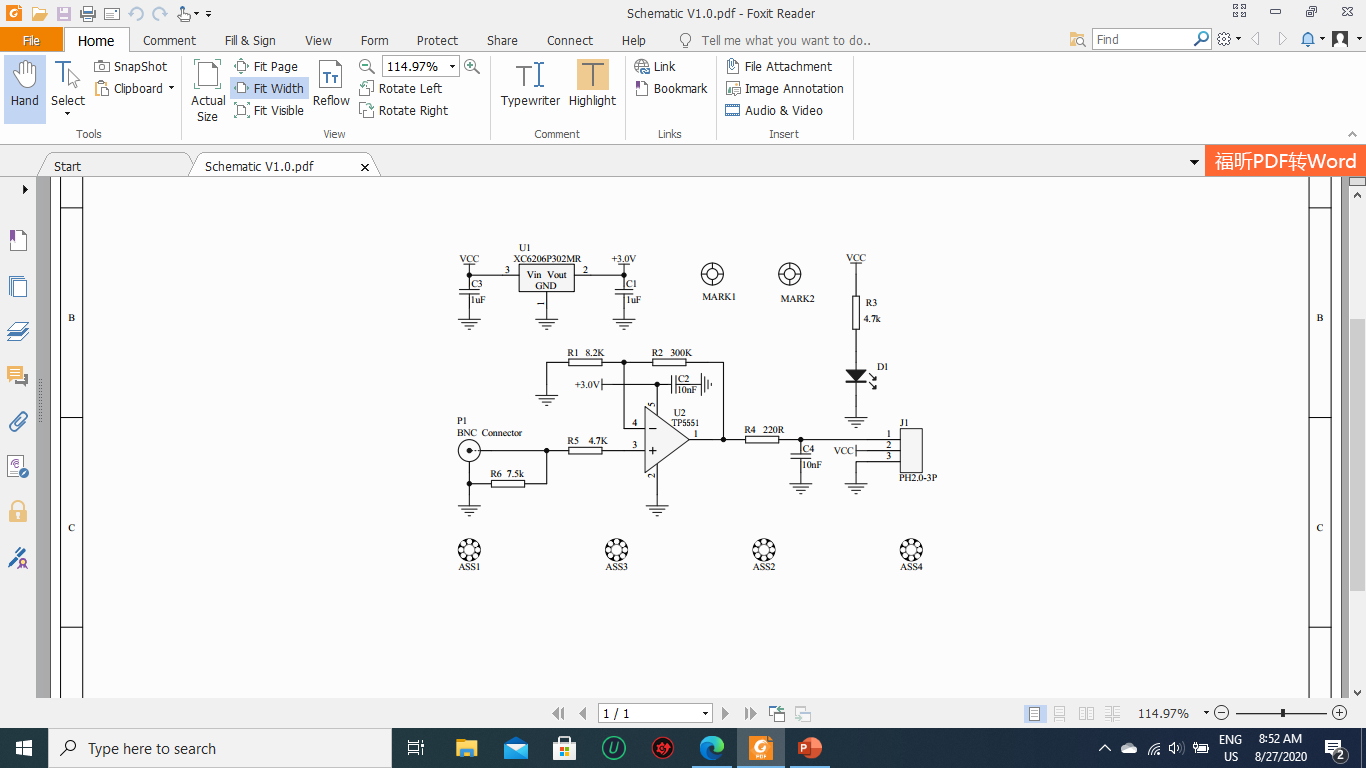 Schematic V1.0.pdf - Foxit Reader
File Home Comment Fill & Sign View Form Protect Share Connect Help Tell me what you want to do.. Find
Hand
Select
SnapShot
Clipboard
Tools
Actual Size
Fit Page
Fit Width
Fit Visible
Reflow
114.97%
Rotate Left
Rotate Right
View
Typewriter
Highlight
Comment
Link
Bookmark
Links
File Attachment
Image Annotation
Audio & Video
Insert
Start
Schematic V1.0.pdf
福昕PDF转Word
U1
XC6206P302MR
VCC
3
Vin Vout
GND
2
1
+3.0V
C3
1uF
C1
1uF
MARK1
MARK2
VCC
R3
4.7k
D1
B
B
R1 8.2K
R2 300K
+3.0V
C2
10nF
5
U2
TP5551
4
3
1
2
P1
BNC Connector
R5 4.7K
R6 7.5k
R4 220R
C4
10nF
J1
1
VCC
2
3
PH2.0-3P
C
C
ASS1
ASS3
ASS2
ASS4
1 / 1
114.97%
Type here to search
U
PDF
P
ENG
US
8:52 AM
8/27/2020
2